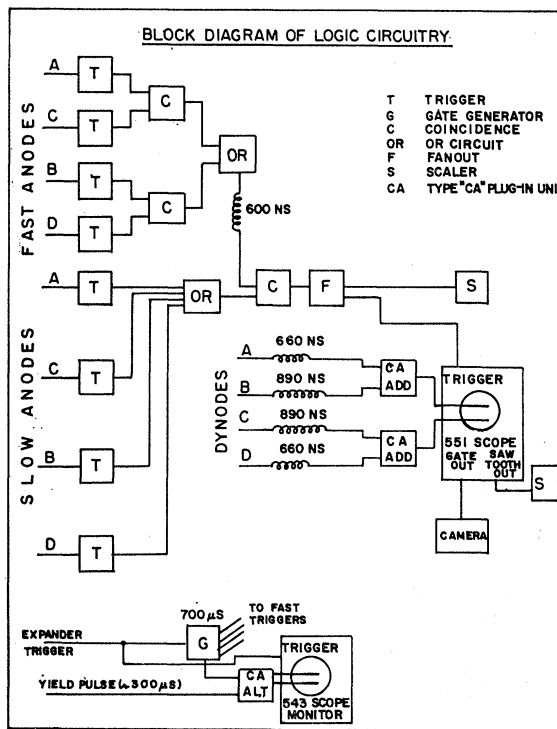 BLOCK DIAGRAM OF LOGIC CIRCUITRY
FAST ANODES
A T
C T
C
B T
D T
C
OR
600 NS
T TRIGGER
G GATE GENERATOR
C COINCIDENCE
OR OR CIRCUIT
F FANOUT
S SCALER
CA TYPE "CA" PLUG-IN UNI
SLOW ANODES
A T
C T
B T
D T
OR
C
F
S
DYNODES
A 660 NS
B 890 NS
C 890 NS
D 660 NS
CA ADD
CA ADD
TRIGGER
551 SCOPE
GATE OUT
SAW TOOTH OUT
S
CAMERA
EXPANDER TRIGGER
700 µS
G
TO FAST TRIGGERS
YIELD PULSE (~300µS)
CA ALT
TRIGGER
543 SCOPE MONITOR